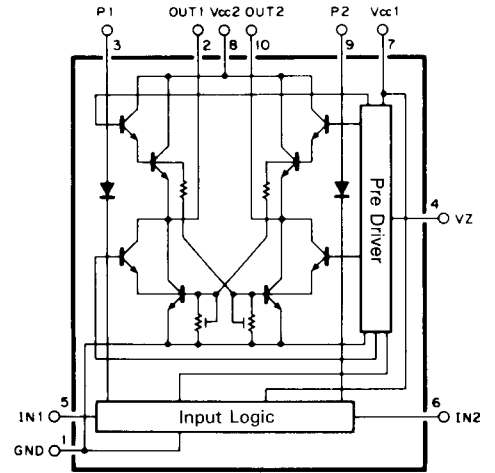 P1 OUT1 Vcc2 OUT2 P2 Vcc1
3 2 8 10 9 7
Pre Driver
4 VZ
5 6
IN1 Input Logic IN2
1
GND